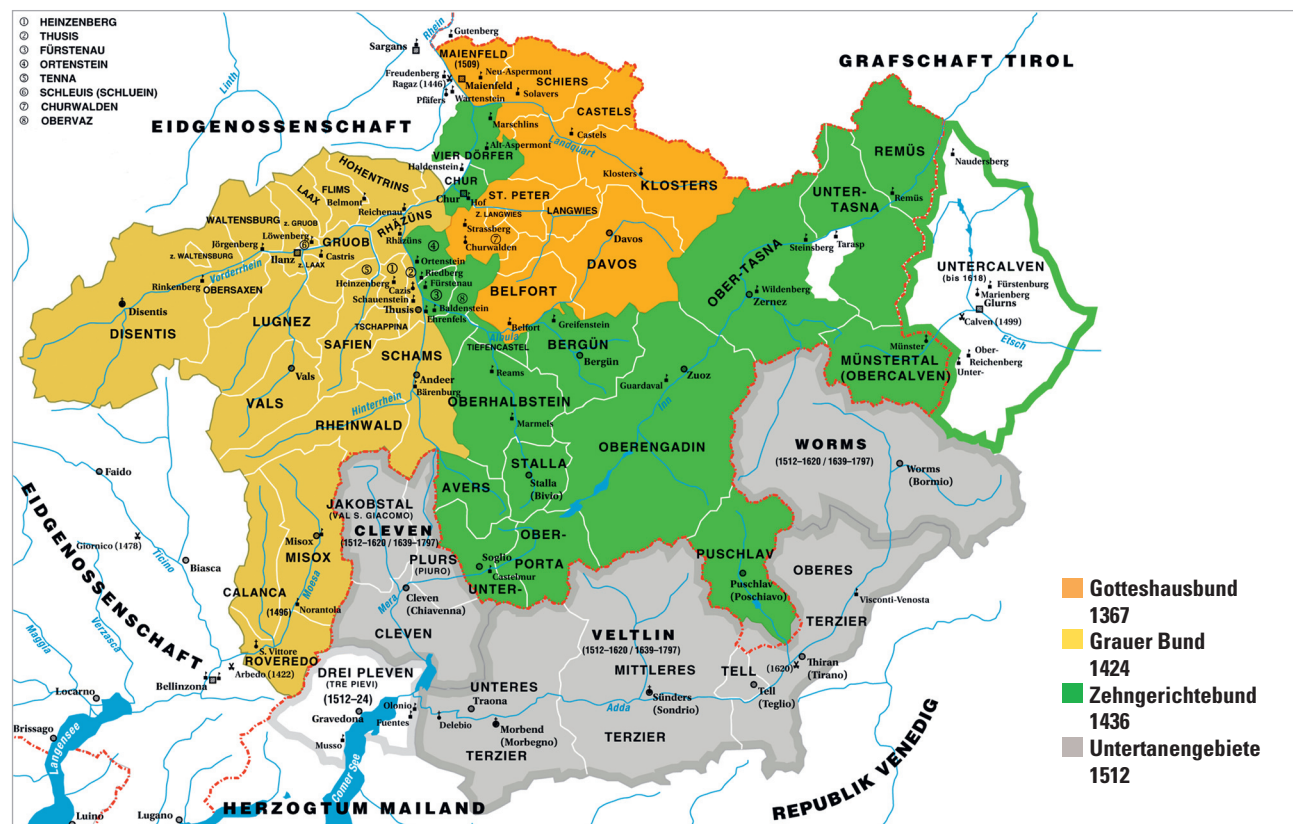 ① HEINZENBERG
② THUSIS
③ FÜRSTENAU
④ ORTENSTEIN
⑤ TENNA
⑥ SCHLEUIS (SCHLUEIN)
⑦ CHURWALDEN
⑧ OBERVAZ
Rhein
Gutenberg
Sargans
MAIENFELD
(1509)
Linth
Freudenberg
Ragaz (1446)
Neu-Aspermont
Maienfeld
SCHIERS
Pfäfers
Wartenstein
Solavers
GRAFSCHAFT TIROL
EIDGENOSSENSCHAFT
Marschlins
CASTELS
Castels
Landquart
Alt-Aspermont
VIER DÖRFER
Haldenstein
CHUR
Chur
Hof
Klosters
KLOSTERS
REMÜS
Remüs
Naudersberg
UNTER-
TASNA
HOHENTRINS
FLIMS
LAAX
Belmont
Reichenau
ST. PETER
LANGWIES
Z. LANGWIES
WALTENSBURG
z. GRUOB
Löwenberg
⑥
GRUOB
RHÄZÜNS
Rhäzüns
Strassberg
Churwalden
⑦
Davos
DAVOS
Steinsberg
Tarasp
Jörgenberg
Ilanz
Castris
z. LAAX
z. WALTENSBURG
④
Ortenstein
Vorderrhein
Rinkenberg
OBERSAXEN
⑤
①
②
Riedberg
Heinzenberg
Cazis
Fürstenau
Schauenstein
③
⑧
Baldenstein
Thusis
Ehrenfels
BELFORT
Belfort
Greifenstein
OBER-TASNA
Wildenberg
Zernez
UNTERCALVEN
(bis 1618)
Fürstenburg
Marienberg
Glurns
Calven (1499)
Etsch
Münster
Ober-
Reichenberg
Unter-
MÜNSTERTAL
(OBERCALVEN)
Disentis
DISENTIS
LUGNEZ
TSCHAPPINA
SAFIEN
SCHAMS
Albula
TIEFENCASTEL
BERGÜN
Bergün
Vals
VALS
Andeer
Bärenburg
Reams
Guardaval
Zuoz
Inn
Hinterrhein
RHEINWALD
OBERHALBSTEIN
Marmels
OBERENGADIN
WORMS
(1512–1620 / 1639–1797)
Worms
(Bormio)
STALLA
Stalla
(Bivio)
AVERS
Faido
EIDGENOSSENSCHAFT
Giornico (1478)
Ticino
Biasca
JAKOBSTAL
(VAL S. GIACOMO)
CLEVEN
(1512–1620 / 1639–1797)
PLURS
(PIURO)
Misox
MISOX
Moesa
OBER-
PORTA
UNTER-
Soglio
Castelmur
PUSCHLAV
Puschlav
(Poschiavo)
OBERES
TERZIER
Visconti-Venosta
CALANCA
(1496)
Norantola
Mera
Cleven
(Chiavenna)
CLEVEN
Maggia
Verzasca
S. Vittore
ROVEREDO
Arbedo (1422)
Bellinzona
VELTLIN
(1512–1620 / 1639–1797)
MITTLERES
TERZIER
TELL
Tell
(Teglio)
(1620)
Thiran
(Tirano)
DREI PLEVEN
(TRE PIEVI)
(1512–24)
Gravedona
Olonio
Fuentes
Musso
Comer See
UNTERES
Traona
Delebio
Morbend
(Morbegno)
TERZIER
Adda
Sünders
(Sondrio)
Locarno
Brissago
Langensee
Luino
Lugano
HERZOGTUM MAILAND
REPUBLIK VENEDIG
Gotteshausbund
1367
Grauer Bund
1424
Zehngerichtebund
1436
Untertanengebiete
1512